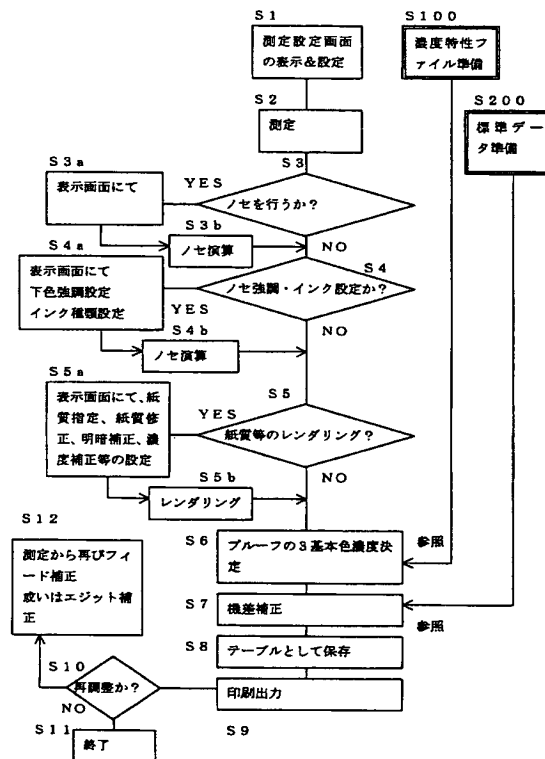 S1
測定設定画面
の表示&設定
S100
濃度特性フ
ァイル準備
S2
測定
S200
標準デー
タ準備
S3
S3a
表示画面にて
YES
ノセを行うか?
S3b
ノセ演算
NO
S4a
表示画面にて
下色強調設定
インク種類設定
S4
ノセ強調・インク設定か?
YES
NO
S4b
ノセ演算
S5a
表示画面にて、紙
質指定、紙質修
正、明暗補正、濃
度補正等の設定
S5
YES
紙質等のレンダリング?
NO
S5b
レンダリング
S12
測定から再びフィ
ード補正
或いはエジット補
正
S6
プルーフの3基本色濃度決
定
参照
S7
機差補正
参照
S8
テーブルとして保存
S10
再調整か?
印刷出力
NO
S9
S11
終了